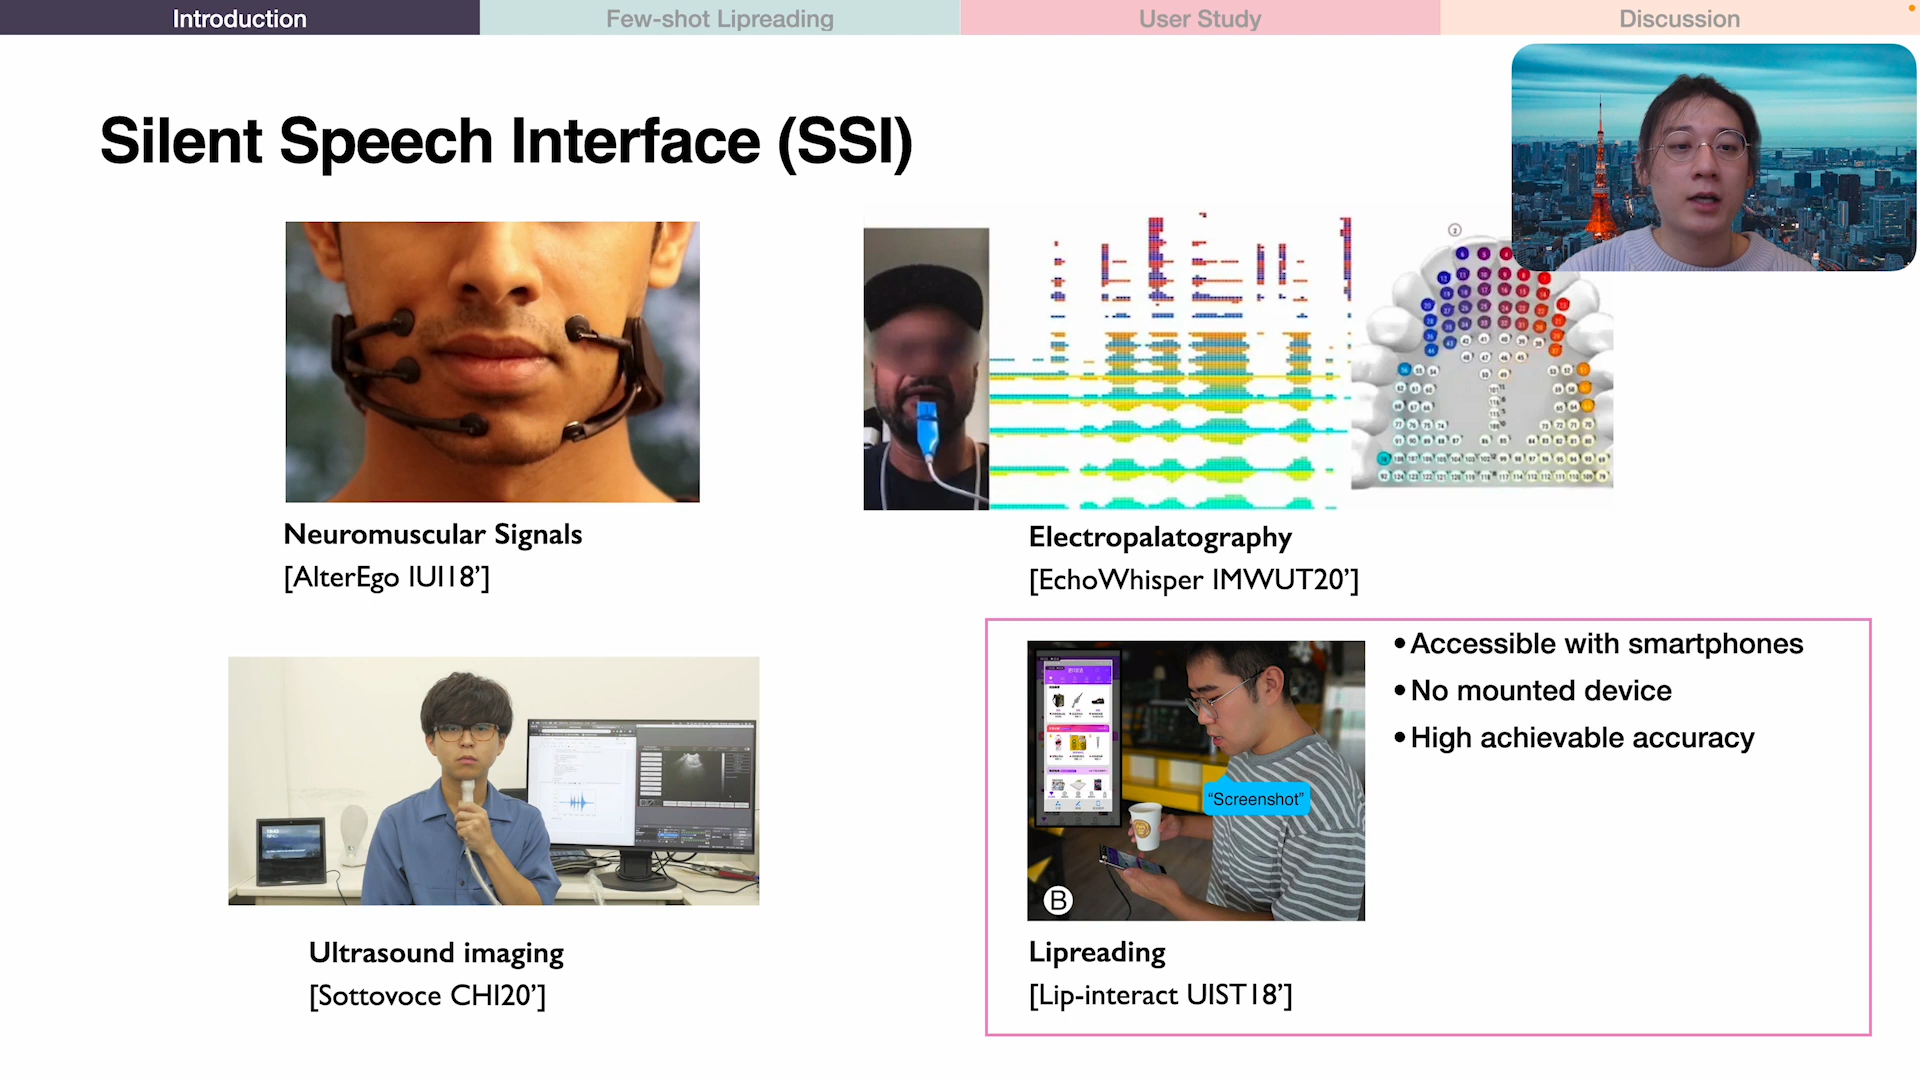 Introduction
Few-shot Lipreading
User Study
Discussion
Silent Speech Interface (SSI)
Neuromuscular Signals
[AlterEgo IUI18’]
Electropalatography
[EchoWhisper IMWUT20’]
Ultrasound imaging
[Sottovoce CHI20’]
“Screenshot”
B
Lipreading
[Lip-interact UIST18’]
•Accessible with smartphones
•No mounted device
•High achievable accuracy